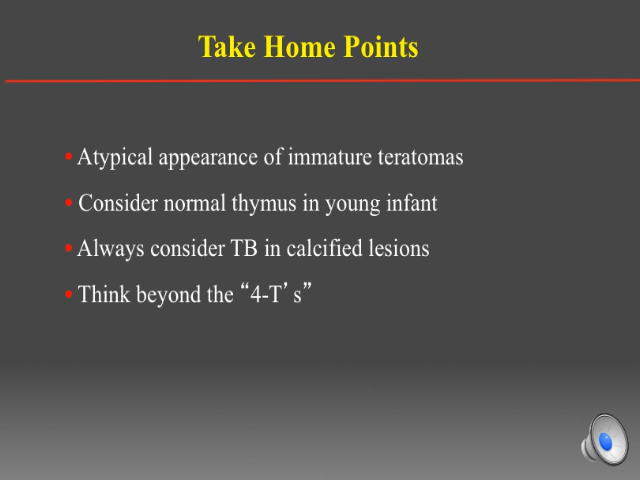 Take Home Points
• Atypical appearance of immature teratomas
• Consider normal thymus in young infant
• Always consider TB in calcified lesions
• Think beyond the “4-T’s”